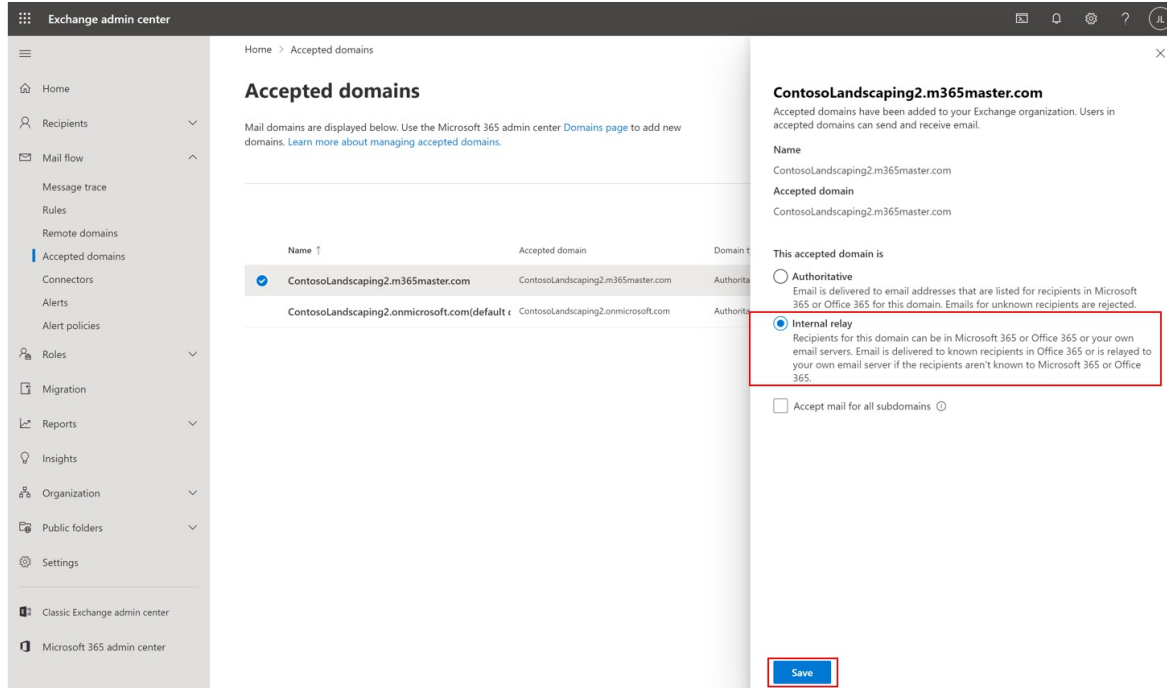 Exchange admin center
?
JL
Home
Recipients
Mail flow
Message trace
Rules
Remote domains
Accepted domains
Connectors
Alerts
Alert policies
Roles
Migration
Reports
Insights
Organization
Public folders
Settings
Classic Exchange admin center
Microsoft 365 admin center
Home > Accepted domains
Accepted domains
Mail domains are displayed below. Use the Microsoft 365 admin center Domains page to add new
domains. Learn more about managing accepted domains.
Name ↑ Accepted domain Domain t
ContosoLandscaping2.m365master.com ContosoLandscaping2.m365master.com Authorita
ContosoLandscaping2.onmicrosoft.com(default c ContosoLandscaping2.onmicrosoft.com Authorita
ContosoLandscaping2.m365master.com
Accepted domains have been added to your Exchange organization. Users in
accepted domains can send and receive email.
Name
ContosoLandscaping2.m365master.com
Accepted domain
ContosoLandscaping2.m365master.com
This accepted domain is
Authoritative
Email is delivered to email addresses that are listed for recipients in Microsoft
365 or Office 365 for this domain. Emails for unknown recipients are rejected.
Internal relay
Recipients for this domain can be in Microsoft 365 or Office 365 or your own
email servers. Email is delivered to known recipients in Office 365 or is relayed to
your own email server if the recipients aren't known to Microsoft 365 or Office
365.
Accept mail for all subdomains
Save